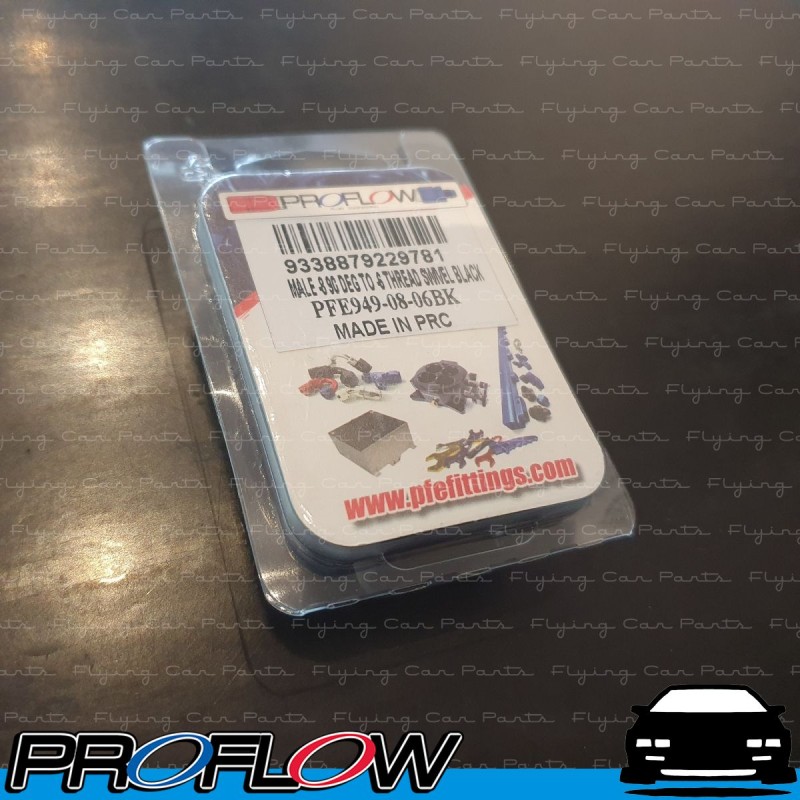 PROFLOW
9338879229781
MALE -8 90 DEG TO -6 THREAD SWIVEL BLACK
PFE949-08-06BK
MADE IN PRC
www.pfefittings.com
PROFLOW
Flying Car Parts